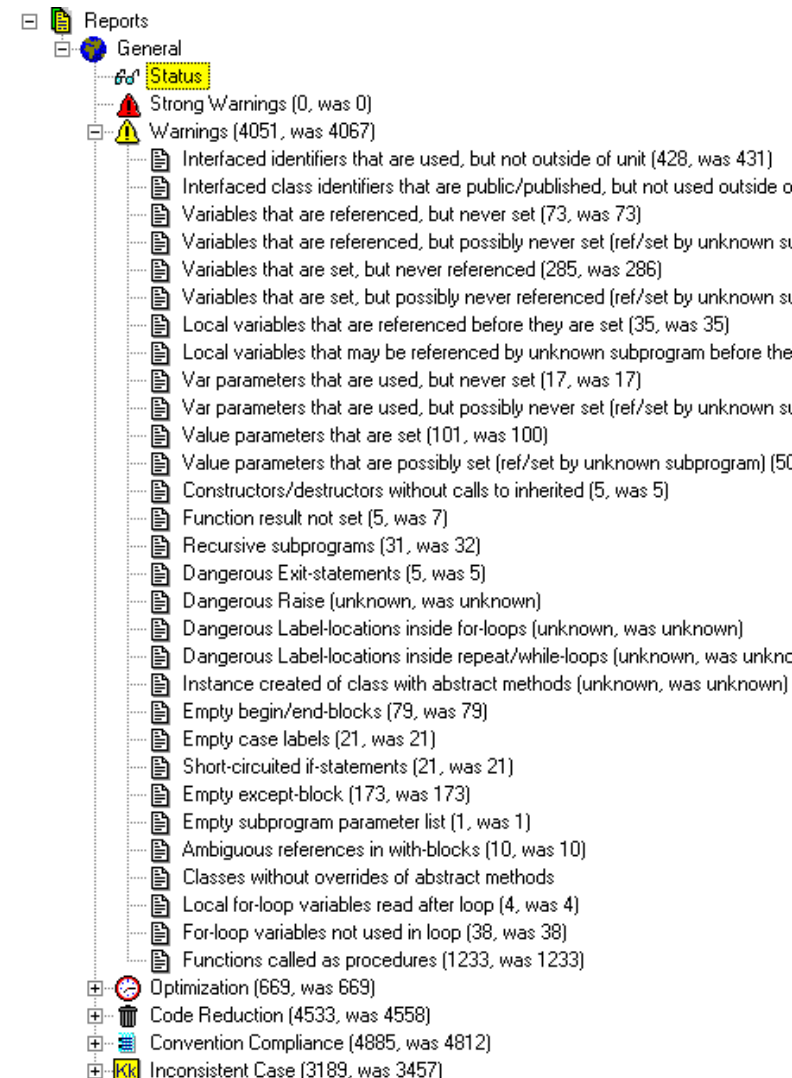 Reports
General
Status
Strong Warnings (0, was 0)
Warnings (4051, was 4067)
Interfaced identifiers that are used, but not outside of unit (428, was 431)
Interfaced class identifiers that are public/published, but not used outside o
Variables that are referenced, but never set (73, was 73)
Variables that are referenced, but possibly never set (ref/set by unknown su
Variables that are set, but never referenced (285, was 286)
Variables that are set, but possibly never referenced (ref/set by unknown su
Local variables that are referenced before they are set (35, was 35)
Local variables that may be referenced by unknown subprogram before the
Var parameters that are used, but never set (17, was 17)
Var parameters that are used, but possibly never set (ref/set by unknown su
Value parameters that are set (101, was 100)
Value parameters that are possibly set (ref/set by unknown subprogram) (50
Constructors/destructors without calls to inherited (5, was 5)
Function result not set (5, was 7)
Recursive subprograms (31, was 32)
Dangerous Exit-statements (5, was 5)
Dangerous Raise (unknown, was unknown)
Dangerous Label-locations inside for-loops (unknown, was unknown)
Dangerous Label-locations inside repeat/while-loops (unknown, was unkno
Instance created of class with abstract methods (unknown, was unknown)
Empty begin/end-blocks (79, was 79)
Empty case labels (21, was 21)
Short-circuited if-statements (21, was 21)
Empty except-block (173, was 173)
Empty subprogram parameter list (1, was 1)
Ambiguous references in with-blocks (10, was 10)
Classes without overrides of abstract methods
Local for-loop variables read after loop (4, was 4)
For-loop variables not used in loop (38, was 38)
Functions called as procedures (1233, was 1233)
Optimization (669, was 669)
Code Reduction (4533, was 4558)
Convention Compliance (4885, was 4812)
Kk Inconsistent Case (3189, was 3457)